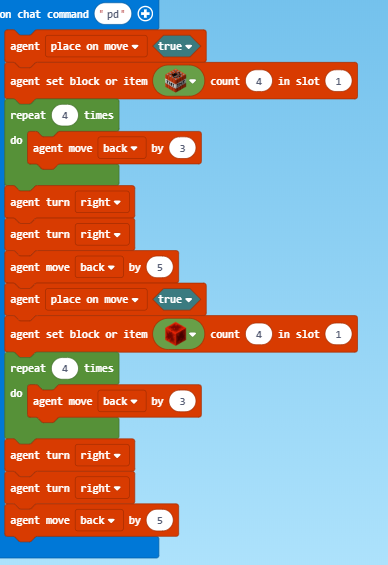 on chat command "pd"
agent place on move true
agent set block or item count 4 in slot 1
repeat 4 times
do
agent move back by 3
agent turn right
agent turn right
agent move back by 5
agent place on move true
agent set block or item count 4 in slot 1
repeat 4 times
do
agent move back by 3
agent turn right
agent turn right
agent move back by 5